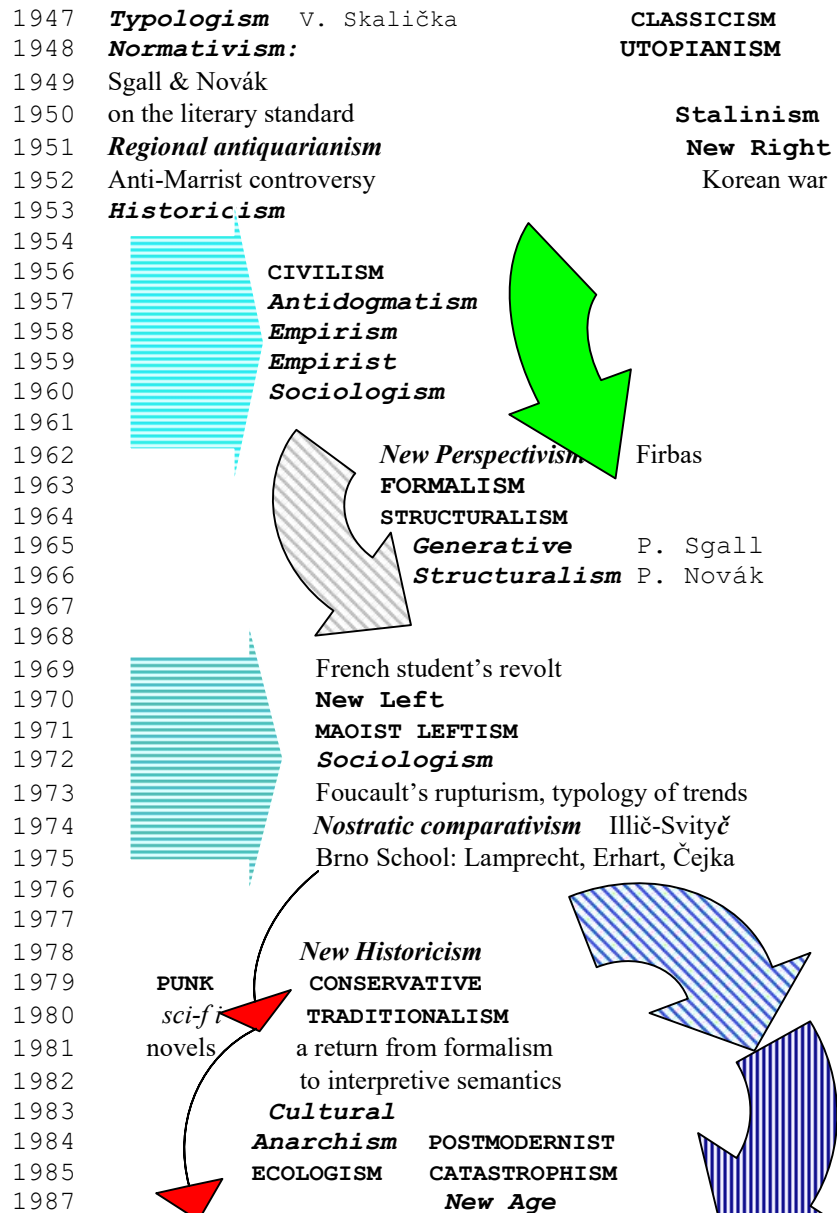 1947 Typologism V. Skalička CLASSICISM
1948 Normativism: UTOPIANISM
1949 Sgall & Novák
1950 on the literary standard Stalinism
1951 Regional antiquarianism New Right
1952 Anti-Marrist controversy Korean war
1953 Historicism
1954
1956 CIVILISM
1957 Antidogmatism
1958 Empirism
1959 Empirist
1960 Sociologism
1961
1962 New Perspectivism Firbas
1963 FORMALISM
1964 STRUCTURALISM
1965 Generative P. Sgall
1966 Structuralism P. Novák
1967
1968
1969 French student’s revolt
1970 New Left
1971 MAOIST LEFTISM
1972 Sociologism
1973 Foucault’s rupturism, typology of trends
1974 Nostratic comparativism Illič-Svityč
1975 Brno School: Lamprecht, Erhart, Čejka
1976
1977
1978 New Historicism
1979 PUNK CONSERVATIVE
1980 sci-f i TRADITIONALISM
1981 novels a return from formalism
1982 to interpretive semantics
1983 Cultural
1984 Anarchism POSTMODERNIST
1985 ECOLOGISM CATASTROPHISM
1987 New Age